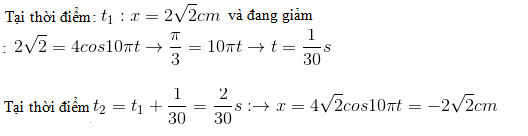 Tại thời điểm: t₁ : x = 2√2cm và đang giảm
: 2√2 = 4cos10πt → π/3 = 10πt → t = 1/30 s
Tại thời điểm t₂ = t₁ + 1/30 = 2/30 s :→ x = 4√2cos10πt = −2√2cm